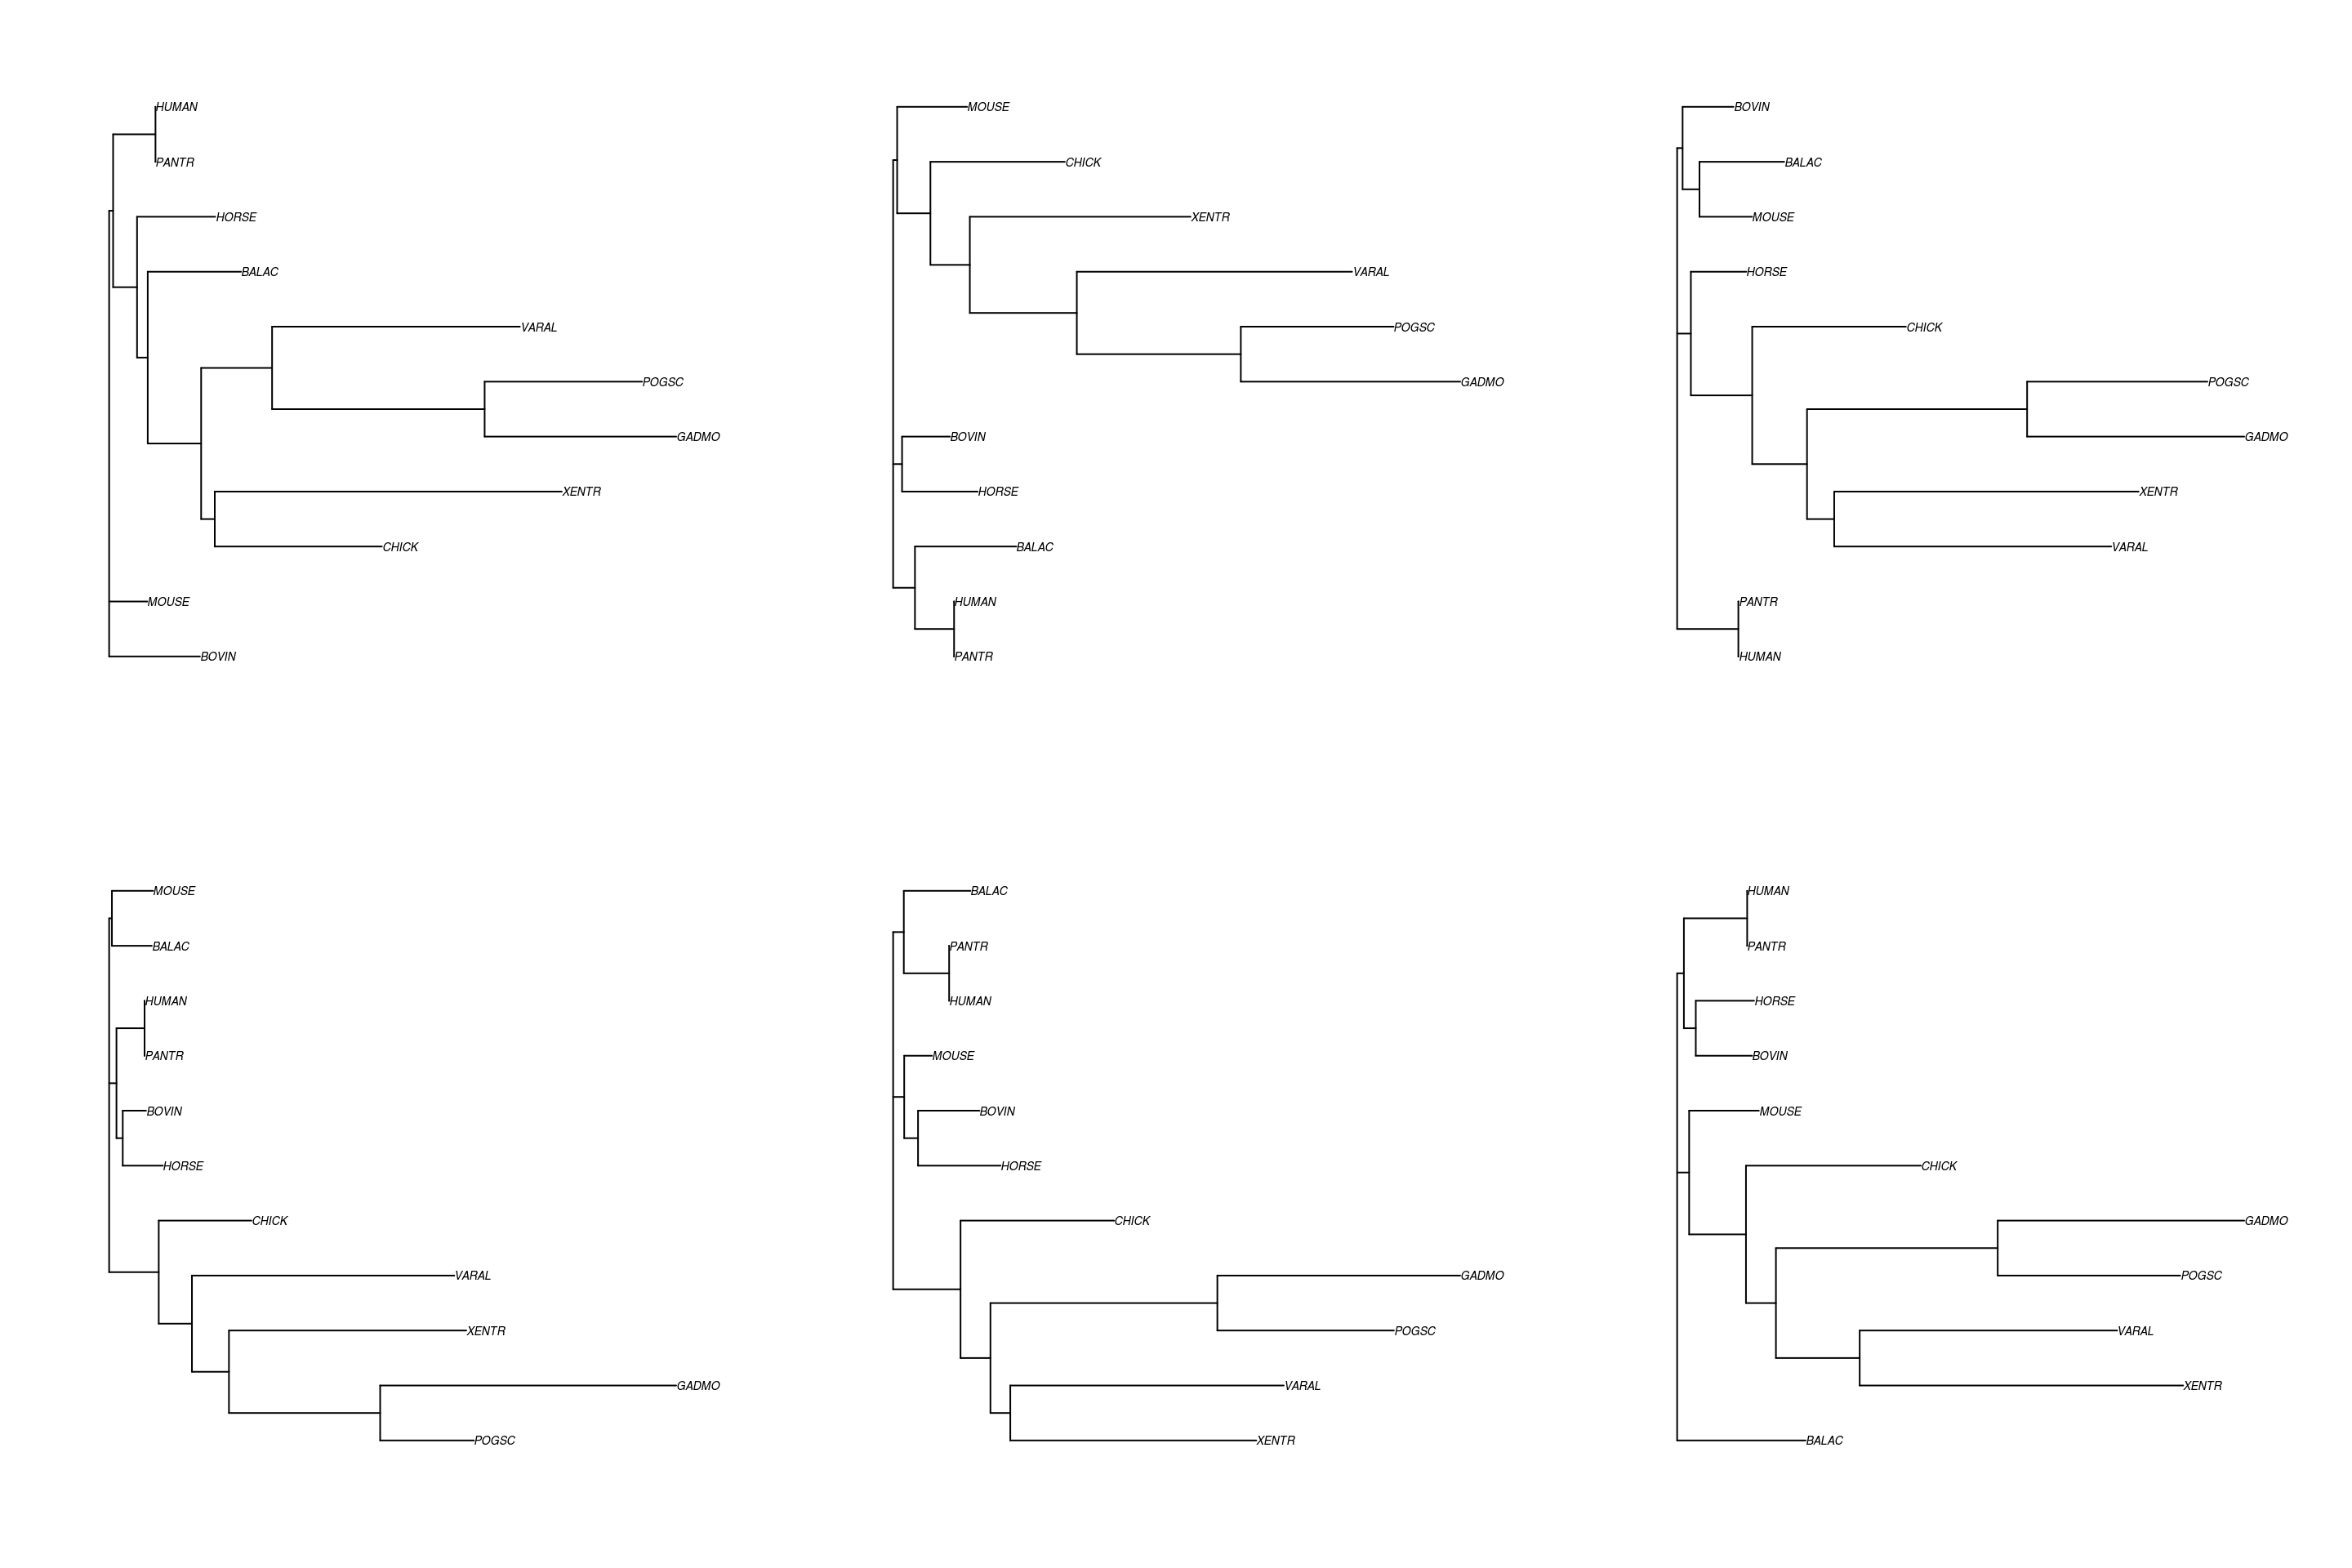 HUMAN
PANTR
HORSE
BALAC
VARAL
POGSC
GADMO
XENTR
CHICK
MOUSE
BOVIN
MOUSE
CHICK
XENTR
VARAL
POGSC
GADMO
BOVIN
HORSE
BALAC
HUMAN
PANTR
BOVIN
BALAC
MOUSE
HORSE
CHICK
POGSC
GADMO
XENTR
VARAL
PANTR
HUMAN
MOUSE
BALAC
HUMAN
PANTR
BOVIN
HORSE
CHICK
VARAL
XENTR
GADMO
POGSC
BALAC
PANTR
HUMAN
MOUSE
BOVIN
HORSE
CHICK
GADMO
POGSC
VARAL
XENTR
HUMAN
PANTR
HORSE
BOVIN
MOUSE
CHICK
GADMO
POGSC
VARAL
XENTR
BALAC